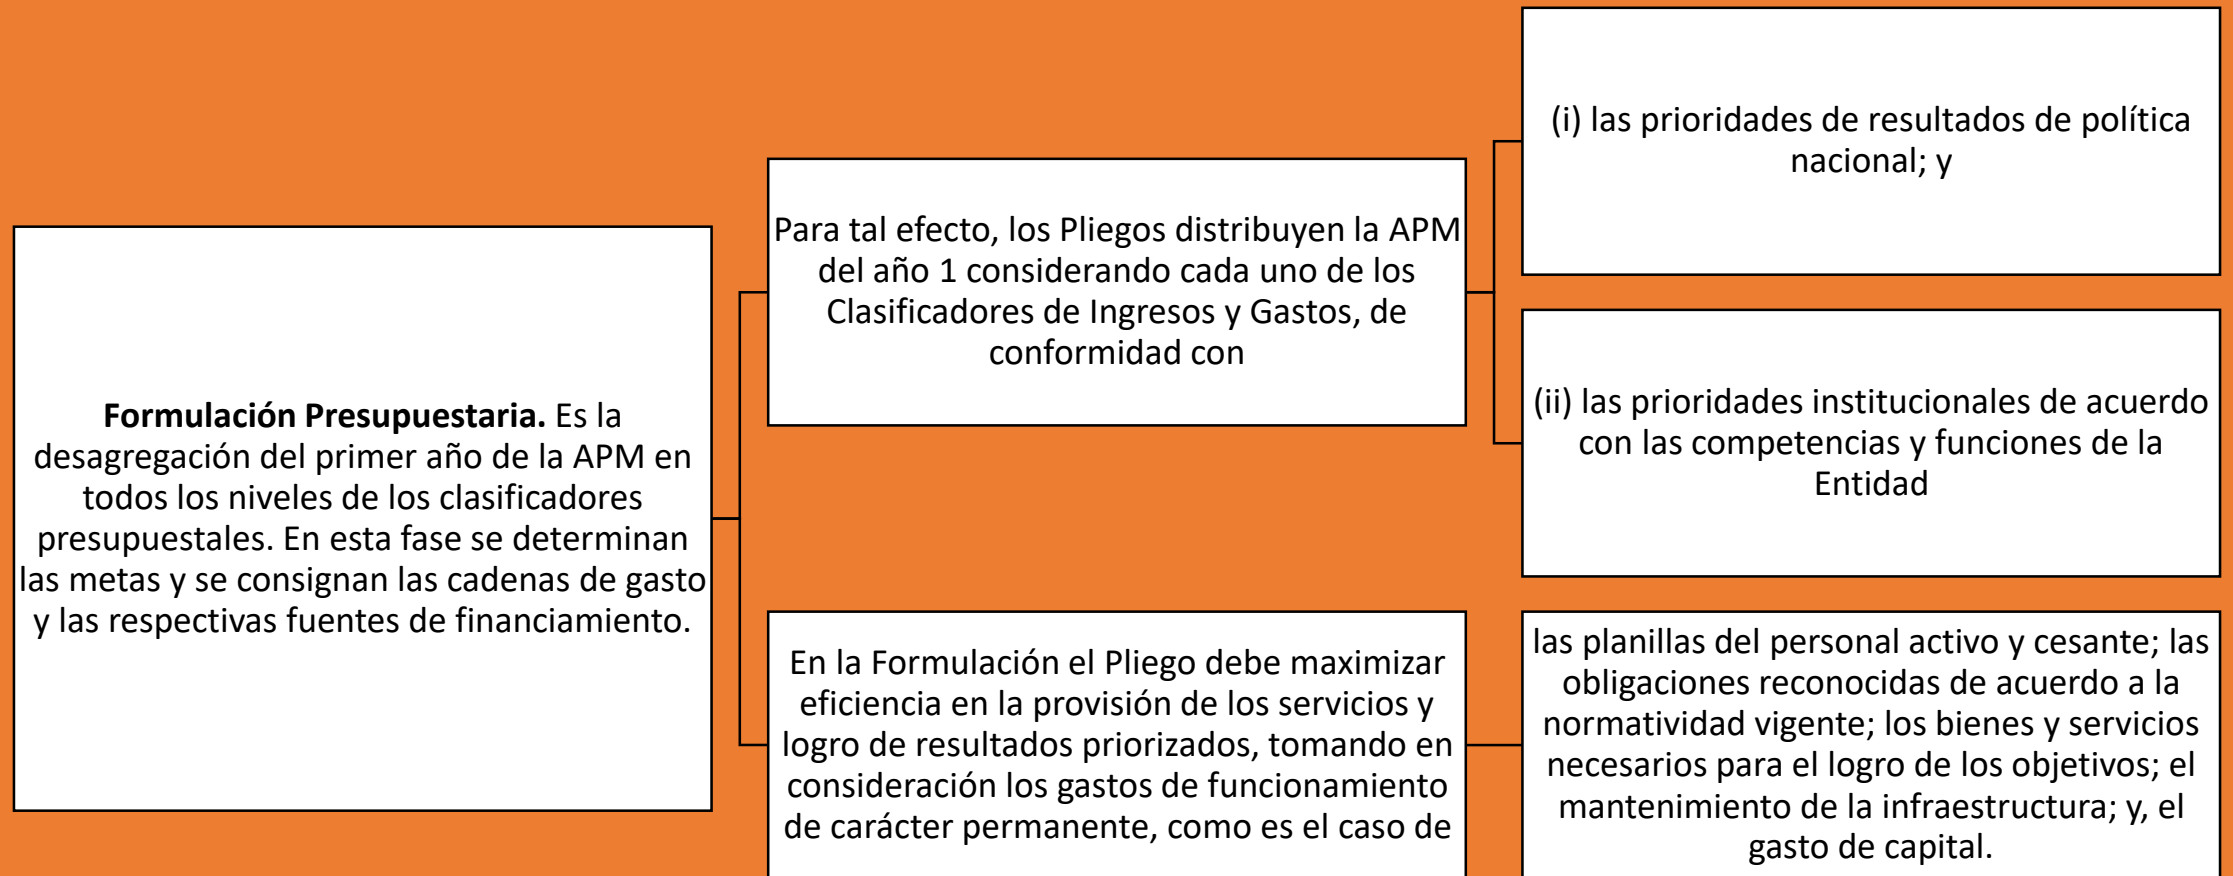 Formulación Presupuestaria. Es la
desagregación del primer año de la APM en
todos los niveles de los clasificadores
presupuestales. En esta fase se determinan
las metas y se consignan las cadenas de gasto
y las respectivas fuentes de financiamiento.
Para tal efecto, los Pliegos distribuyen la APM
del año 1 considerando cada uno de los
Clasificadores de Ingresos y Gastos, de
conformidad con
(i) las prioridades de resultados de política
nacional; y
(ii) las prioridades institucionales de acuerdo
con las competencias y funciones de la
Entidad
En la Formulación el Pliego debe maximizar
eficiencia en la provisión de los servicios y
logro de resultados priorizados, tomando en
consideración los gastos de funcionamiento
de carácter permanente, como es el caso de
las planillas del personal activo y cesante; las
obligaciones reconocidas de acuerdo a la
normatividad vigente; los bienes y servicios
necesarios para el logro de los objetivos; el
mantenimiento de la infraestructura; y, el
gasto de capital.